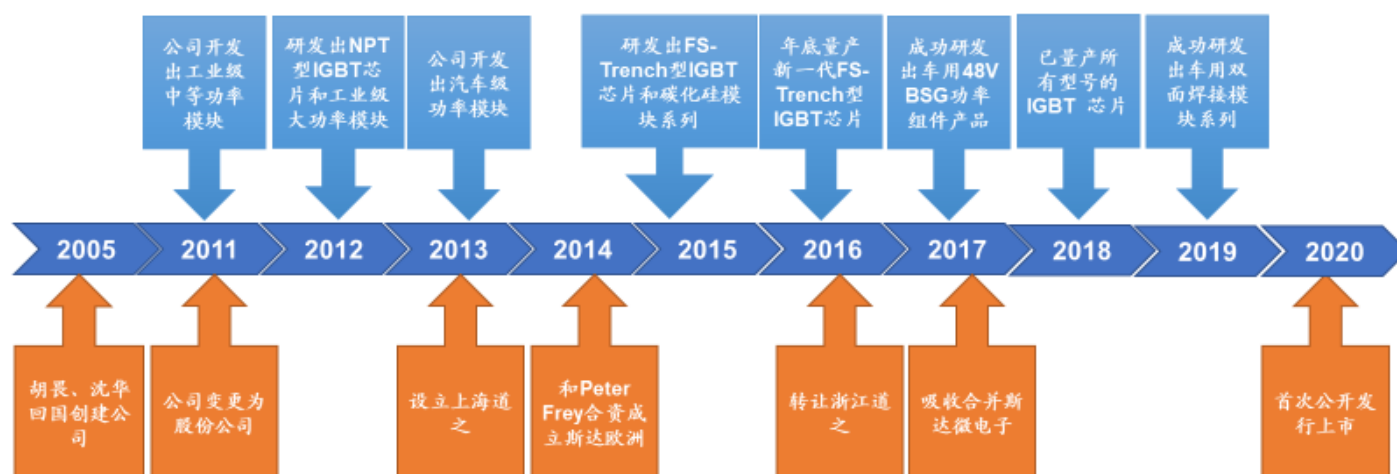 公司开发
出工业级
中等功率
模块
研发出NPT
型IGBT芯
片和工业级
大功率模块
公司开发
出汽车级
功率模块
研发出FS-
Trench型IGBT
芯片和碳化硅模
块系列
年底量产
新一代FS-
Trench型
IGBT芯片
成功研发
出车用48V
BSG功率
组件产品
已量产所
有型号的
IGBT 芯片
成功研发
出车用双
面焊接模
块系列
2005
2011
2012
2013
2014
2015
2016
2017
2018
2019
2020
胡畏、沈华
回国创建公
司
公司变更为
股份公司
设立上海道
之
和Peter
Frey合资成
立斯达欧洲
转让浙江道
之
吸收合并斯
达微电子
首次公开发
行上市